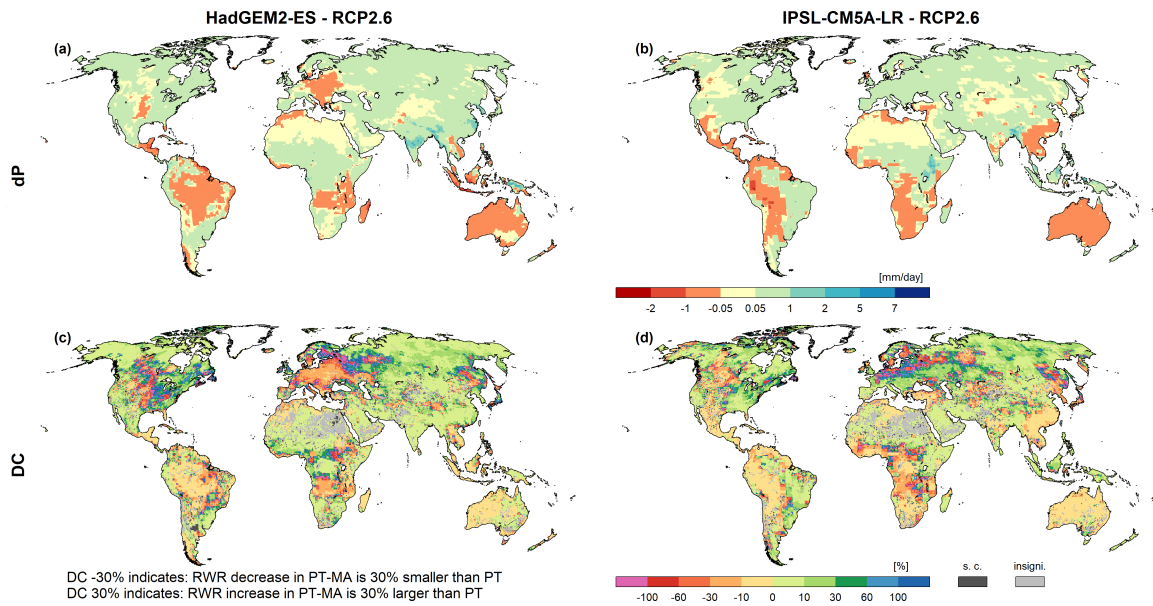 HadGEM2-ES - RCP2.6
IPSL-CM5A-LR - RCP2.6
(a)
(b)
dP
[mm/day]
-2 -1 -0.05 0.05 1 2 5 7
(c)
(d)
DC
DC -30% indicates: RWR decrease in PT-MA is 30% smaller than PT
DC 30% indicates: RWR increase in PT-MA is 30% larger than PT
[%] s. c. insigni.
-100 -60 -30 -10 0 10 30 60 100